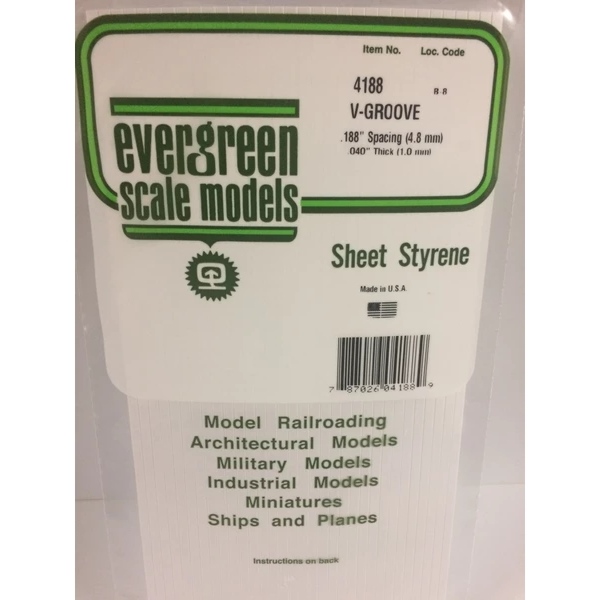 Item No. Loc. Code
4188 B-8
V-GROOVE
.188" Spacing (4.8 mm)
.040" Thick (1.0 mm)
evergreen
scale models
Sheet Styrene
Made in U.S.A.
7 87026 04188 9
Model Railroading
Architectural Models
Military Models
Industrial Models
Miniatures
Ships and Planes
Instructions on back